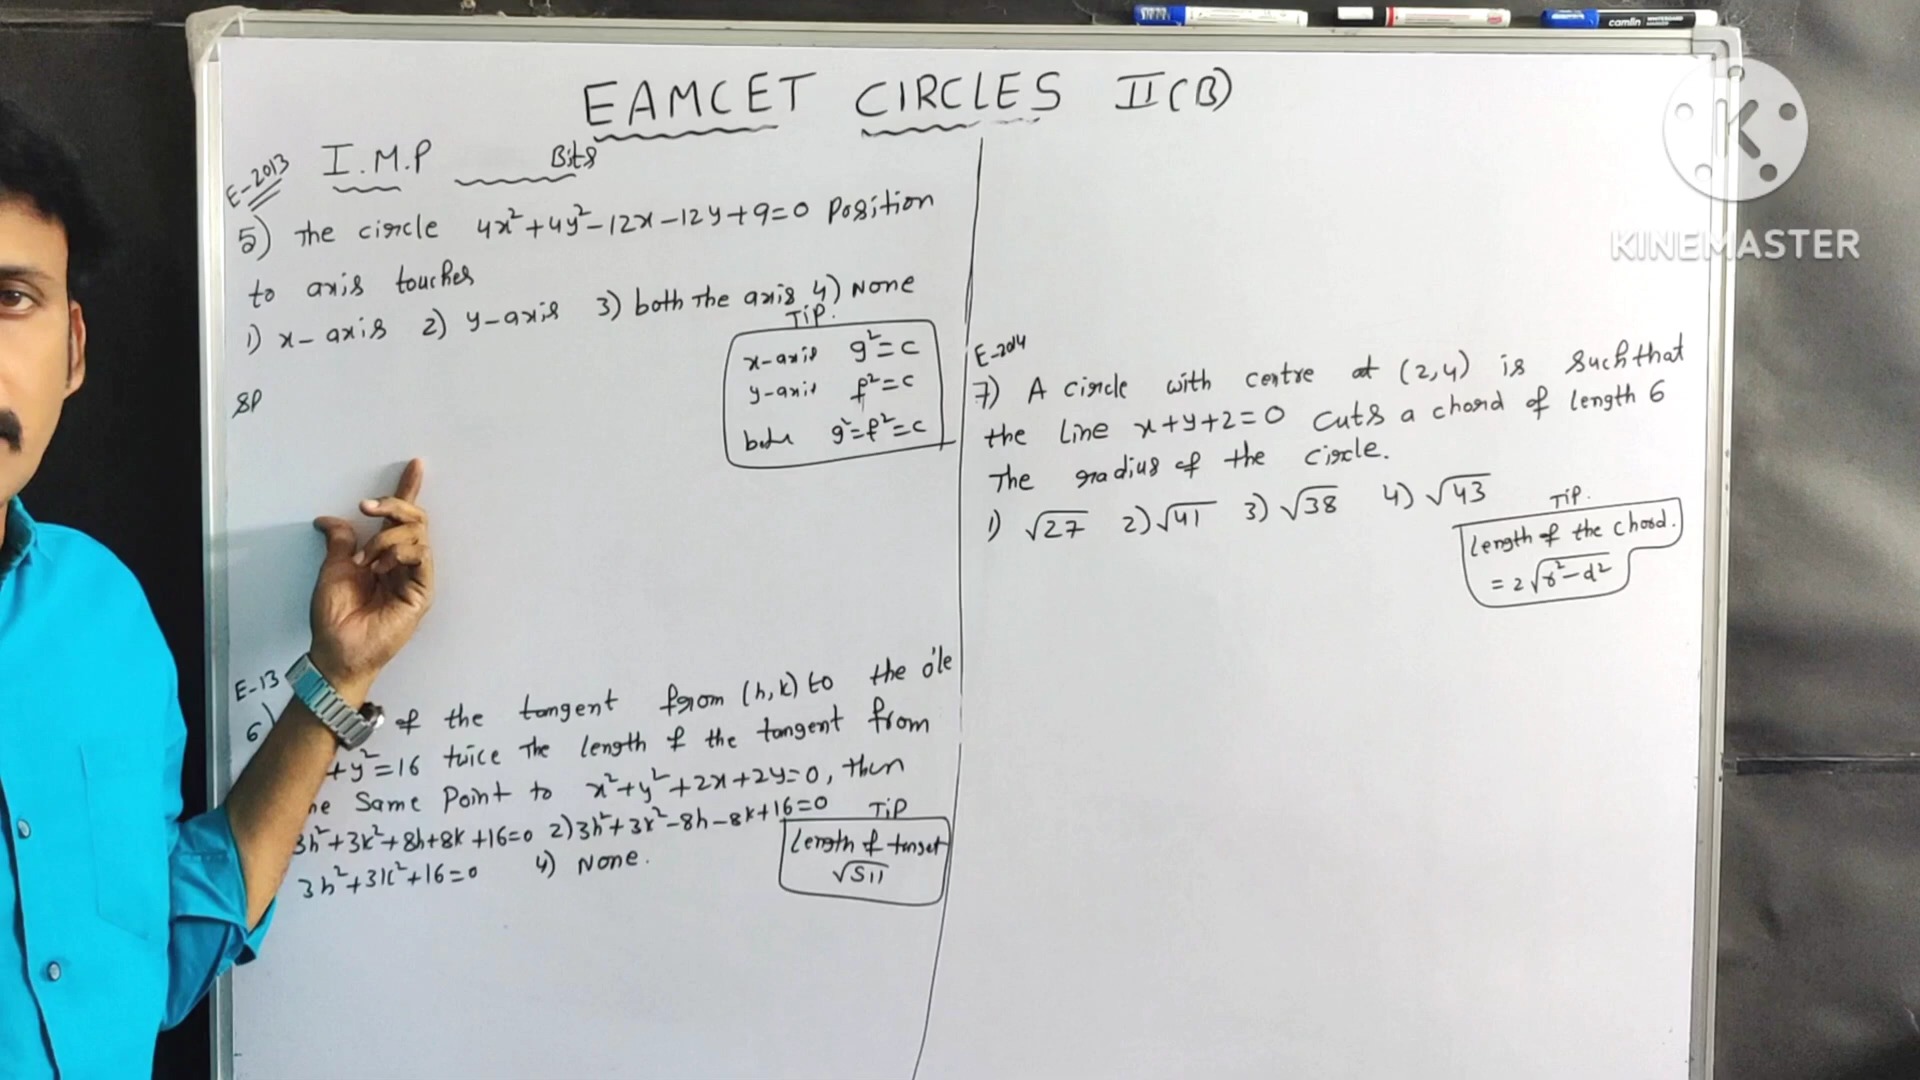 EAMCET CIRCLES II(B)
I.M.P Bits
E-2013
5) The circle 4x²+4y²-12x-12y+9=0 Position
to axis touches
1) x-axis 2) y-axis 3) both the axis 4) None
TiP.
x-axis g²=c
y-axis f²=c
both g²=f²=c
E-13
6) of the tangent from (h,k) to the
+y²=16 twice the length of the tangent from
Same Point to x²+y²+2x+2y=0, then
3h²+3k²+8h+8k+16=0 2) 3h²+3k²-8h-8k+16=0
3h²+3k²+16=0 4) None.
TiP
Length of
√S11
E-2014
7) A circle with centre at (2,4) is such that
the line x+y+2=0 cuts a chord of length 6
The radius of the circle.
1) √27 2) √41 3) √38 4) √43
TiP.
Length of the chord.
= 2√r²-d²
camlin
KINEMASTER